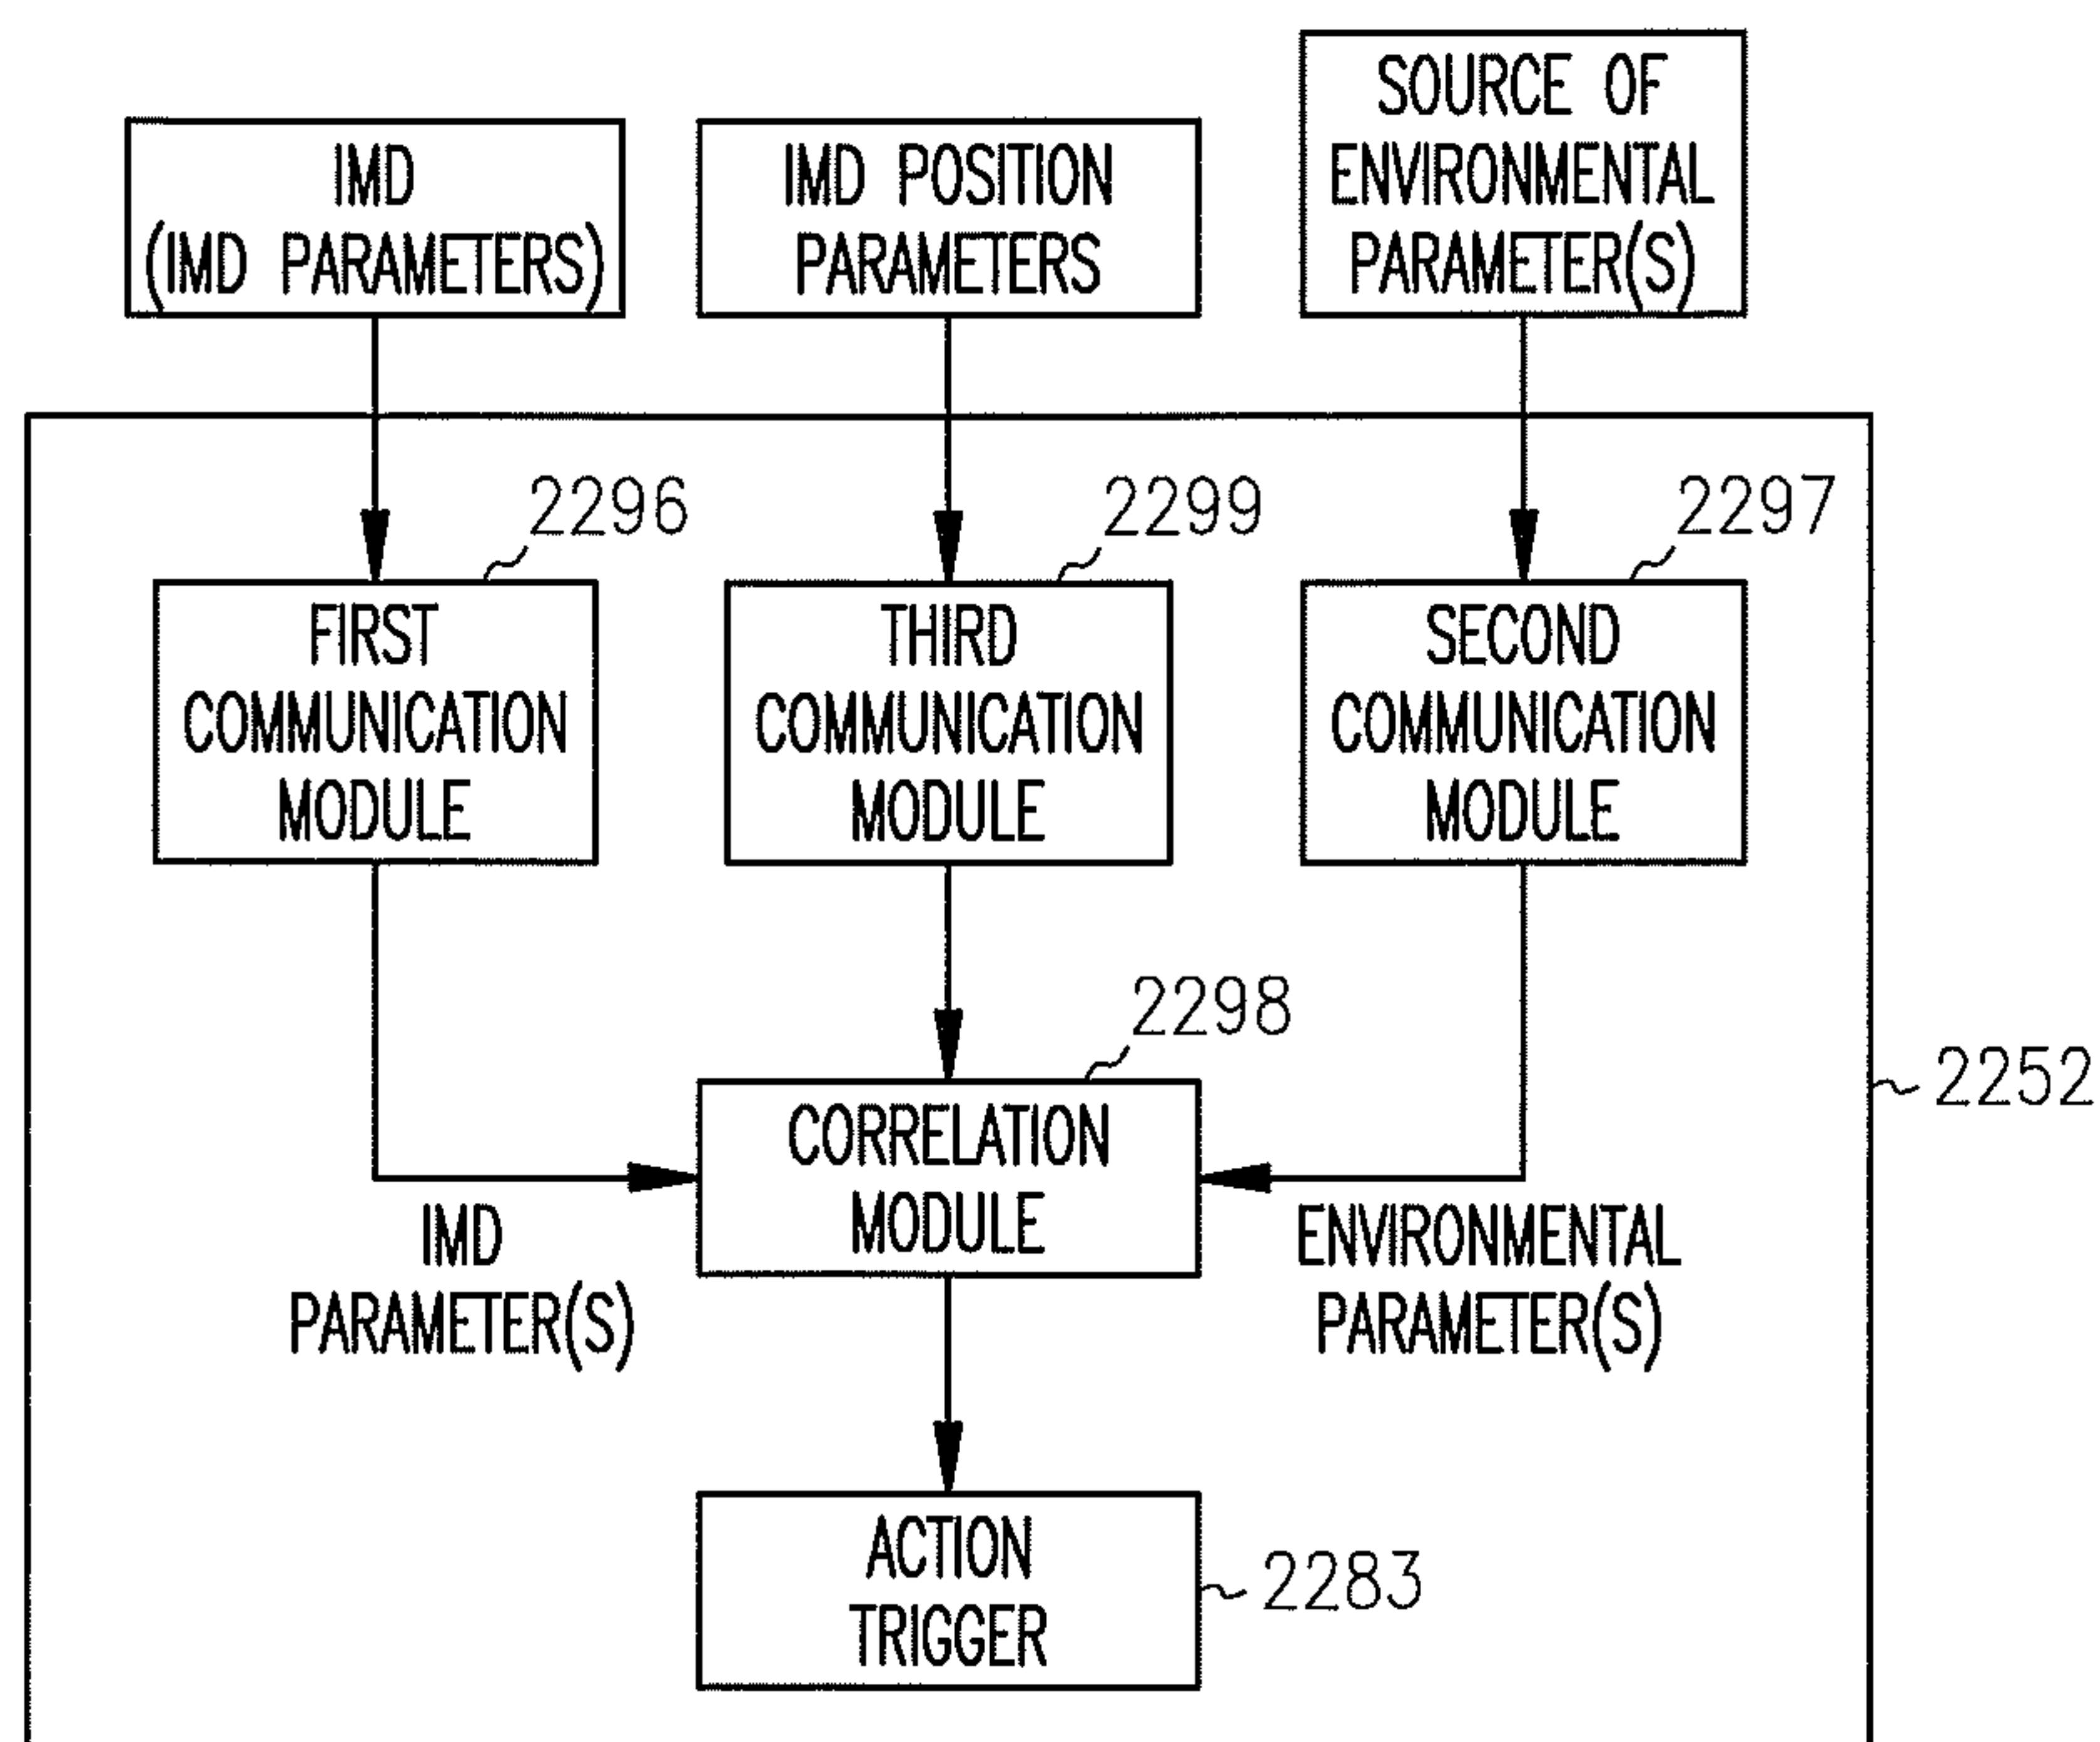 IMD
(IMD PARAMETERS)
IMD POSITION
PARAMETERS
SOURCE OF
ENVIRONMENTAL
PARAMETER(S)
2296
2299
2297
FIRST
COMMUNICATION
MODULE
THIRD
COMMUNICATION
MODULE
SECOND
COMMUNICATION
MODULE
2298
2252
CORRELATION
MODULE
IMD
PARAMETER(S)
ENVIRONMENTAL
PARAMETER(S)
ACTION
TRIGGER
2283